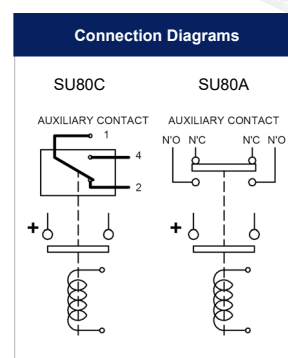 Connection Diagrams
SU80C SU80A
AUXILIARY CONTACT AUXILIARY CONTACT
1 N'O N'C N'C N'O
4
2
+ +